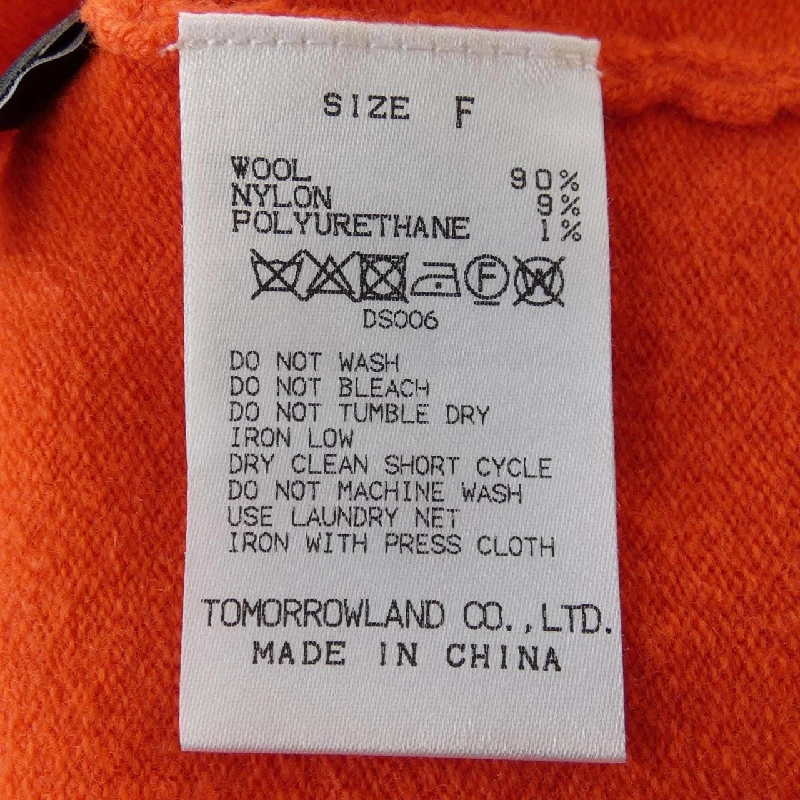 SIZE F
WOOL 90%
NYLON 9%
POLYURETHANE 1%
F W
DS006
DO NOT WASH
DO NOT BLEACH
DO NOT TUMBLE DRY
IRON LOW
DRY CLEAN SHORT CYCLE
DO NOT MACHINE WASH
USE LAUNDRY NET
IRON WITH PRESS CLOTH
TOMORROWLAND CO.,LTD.
MADE IN CHINA